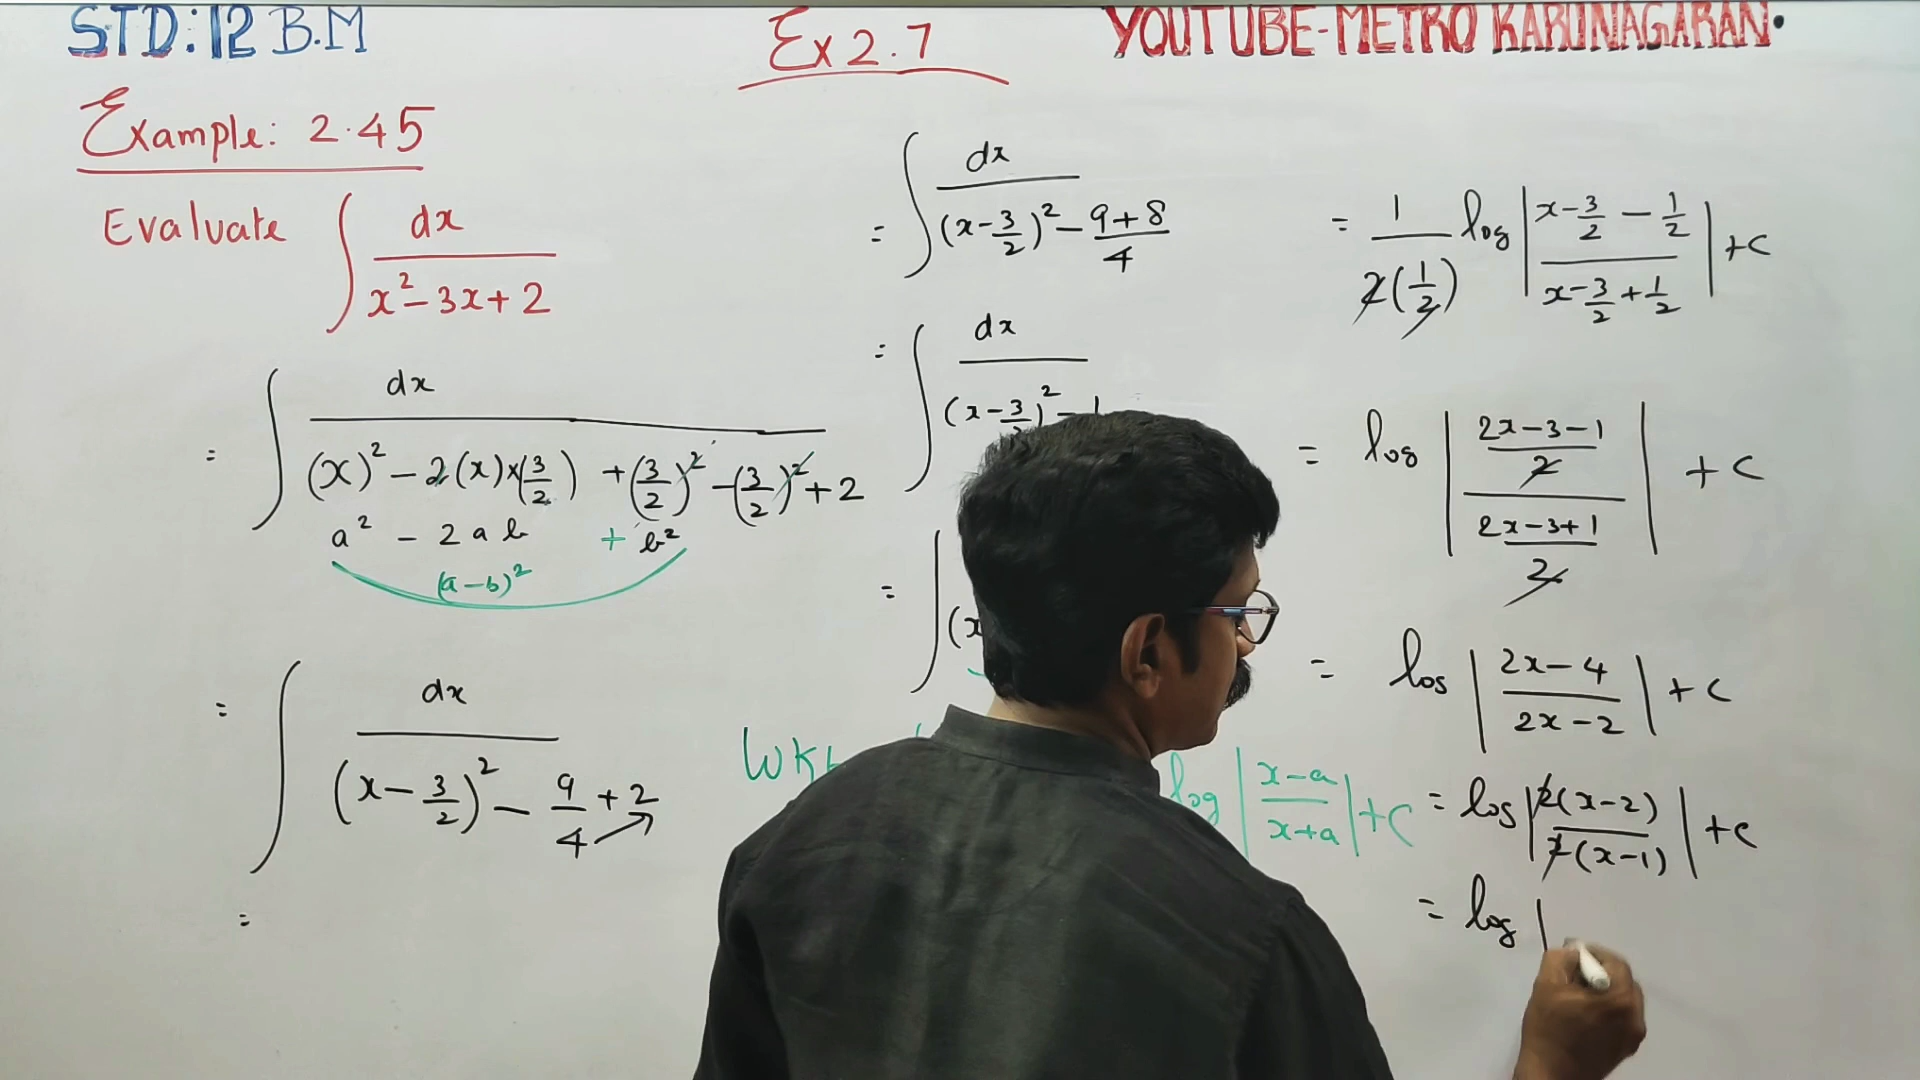 STD:12 B.M
Ex 2.7
YOUTUBE-METRO KARUNAGARAN.
Example: 2.45
Evaluate ∫ dx / (x² - 3x + 2)
= ∫ dx / ((x)² - 2(x)×(3/2) + (3/2)² - (3/2)² + 2)
a² - 2ab + b²
(a-b)²
= ∫ dx / ((x - 3/2)² - 9/4 + 2)
=
= ∫ dx / ((x - 3/2)² - (9+8)/4)
= ∫ dx / ((x - 3/2)² - 1
= ∫ (x
log |(x-a)/(x+a)| + c
= 1/(2(1/2)) log |(x - 3/2 - 1/2)/(x - 3/2 + 1/2)| + c
= log |((2x-3-1)/2)/((2x-3+1)/2)| + c
= log |(2x-4)/(2x-2)| + c
= log |2(x-2)/2(x-1)| + c
= log |